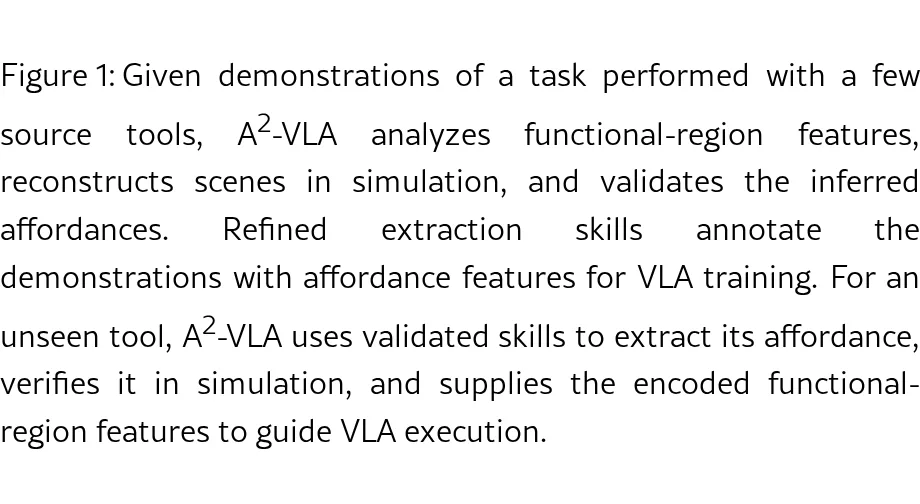 Figure 1: Given demonstrations of a task performed with a few
source tools, A²-VLA analyzes functional-region features,
reconstructs scenes in simulation, and validates the inferred
affordances. Refined extraction skills annotate the
demonstrations with affordance features for VLA training. For an
unseen tool, A²-VLA uses validated skills to extract its affordance,
verifies it in simulation, and supplies the encoded functional-
region features to guide VLA execution.